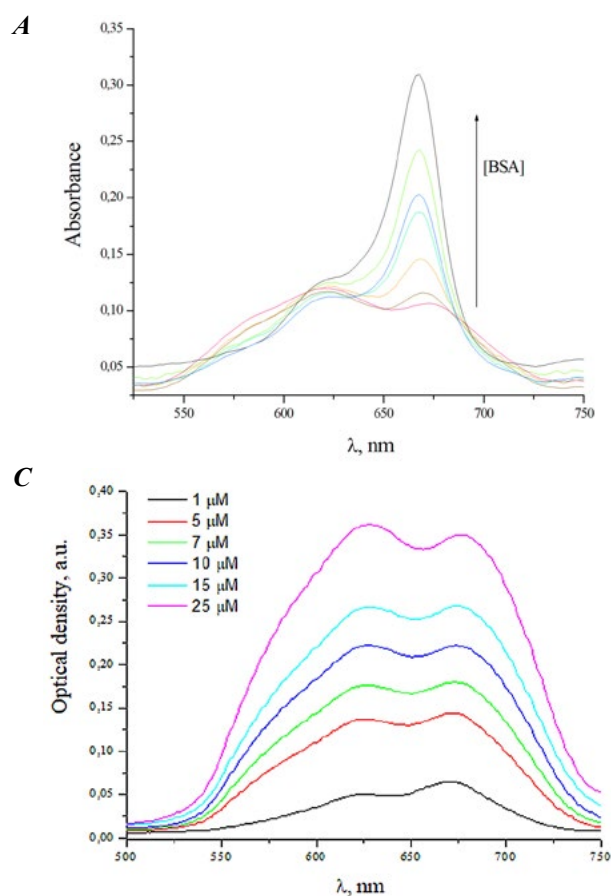 A
0,35
0,30
0,25
0,20
0,15
0,10
0,05
Absorbance
[BSA]
550 600 650 700 750
λ, nm
C
0,40
0,35
0,30
0,25
0,20
0,15
0,10
0,05
0,00
Optical density, a.u.
1 μM
5 μM
7 μM
10 μM
15 μM
25 μM
500 550 600 650 700 750
λ, nm